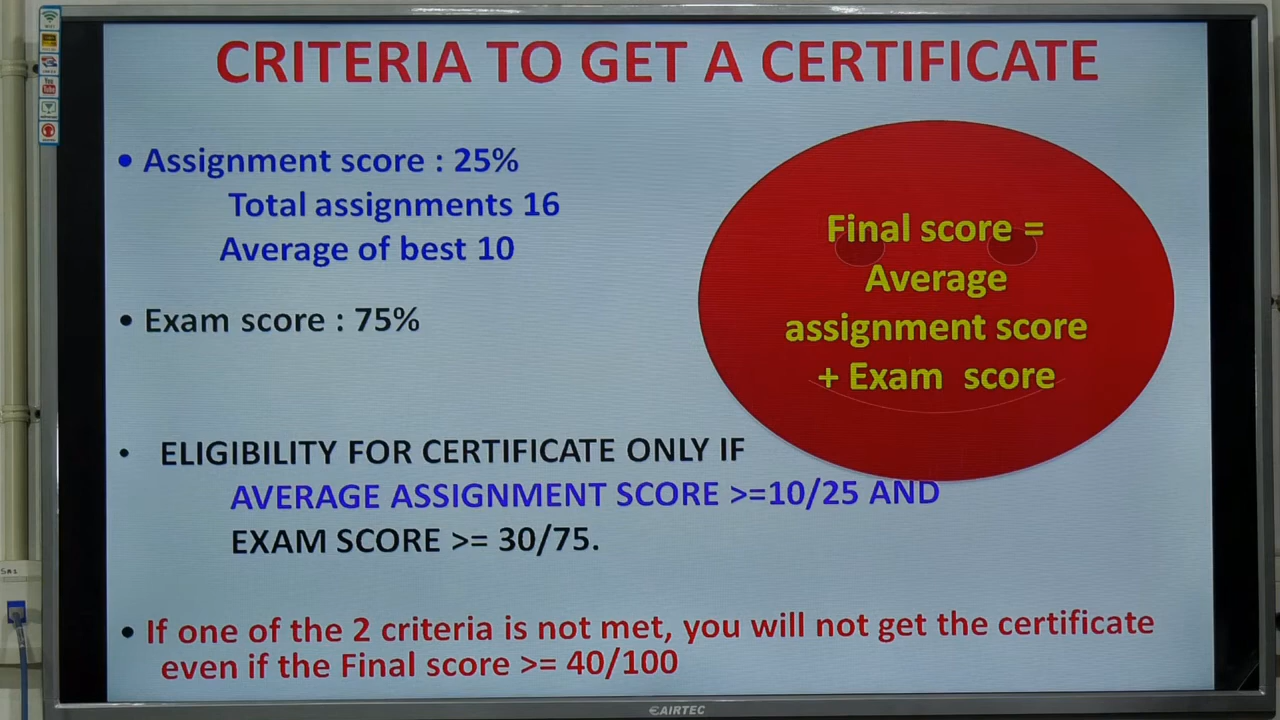 CRITERIA TO GET A CERTIFICATE
• Assignment score : 25%
Total assignments 16
Average of best 10
• Exam score : 75%
Final score =
Average
assignment score
+ Exam score
• ELIGIBILITY FOR CERTIFICATE ONLY IF
AVERAGE ASSIGNMENT SCORE >=10/25 AND
EXAM SCORE >= 30/75.
• If one of the 2 criteria is not met, you will not get the certificate
even if the Final score >= 40/100
AIRTEC
You
Tube